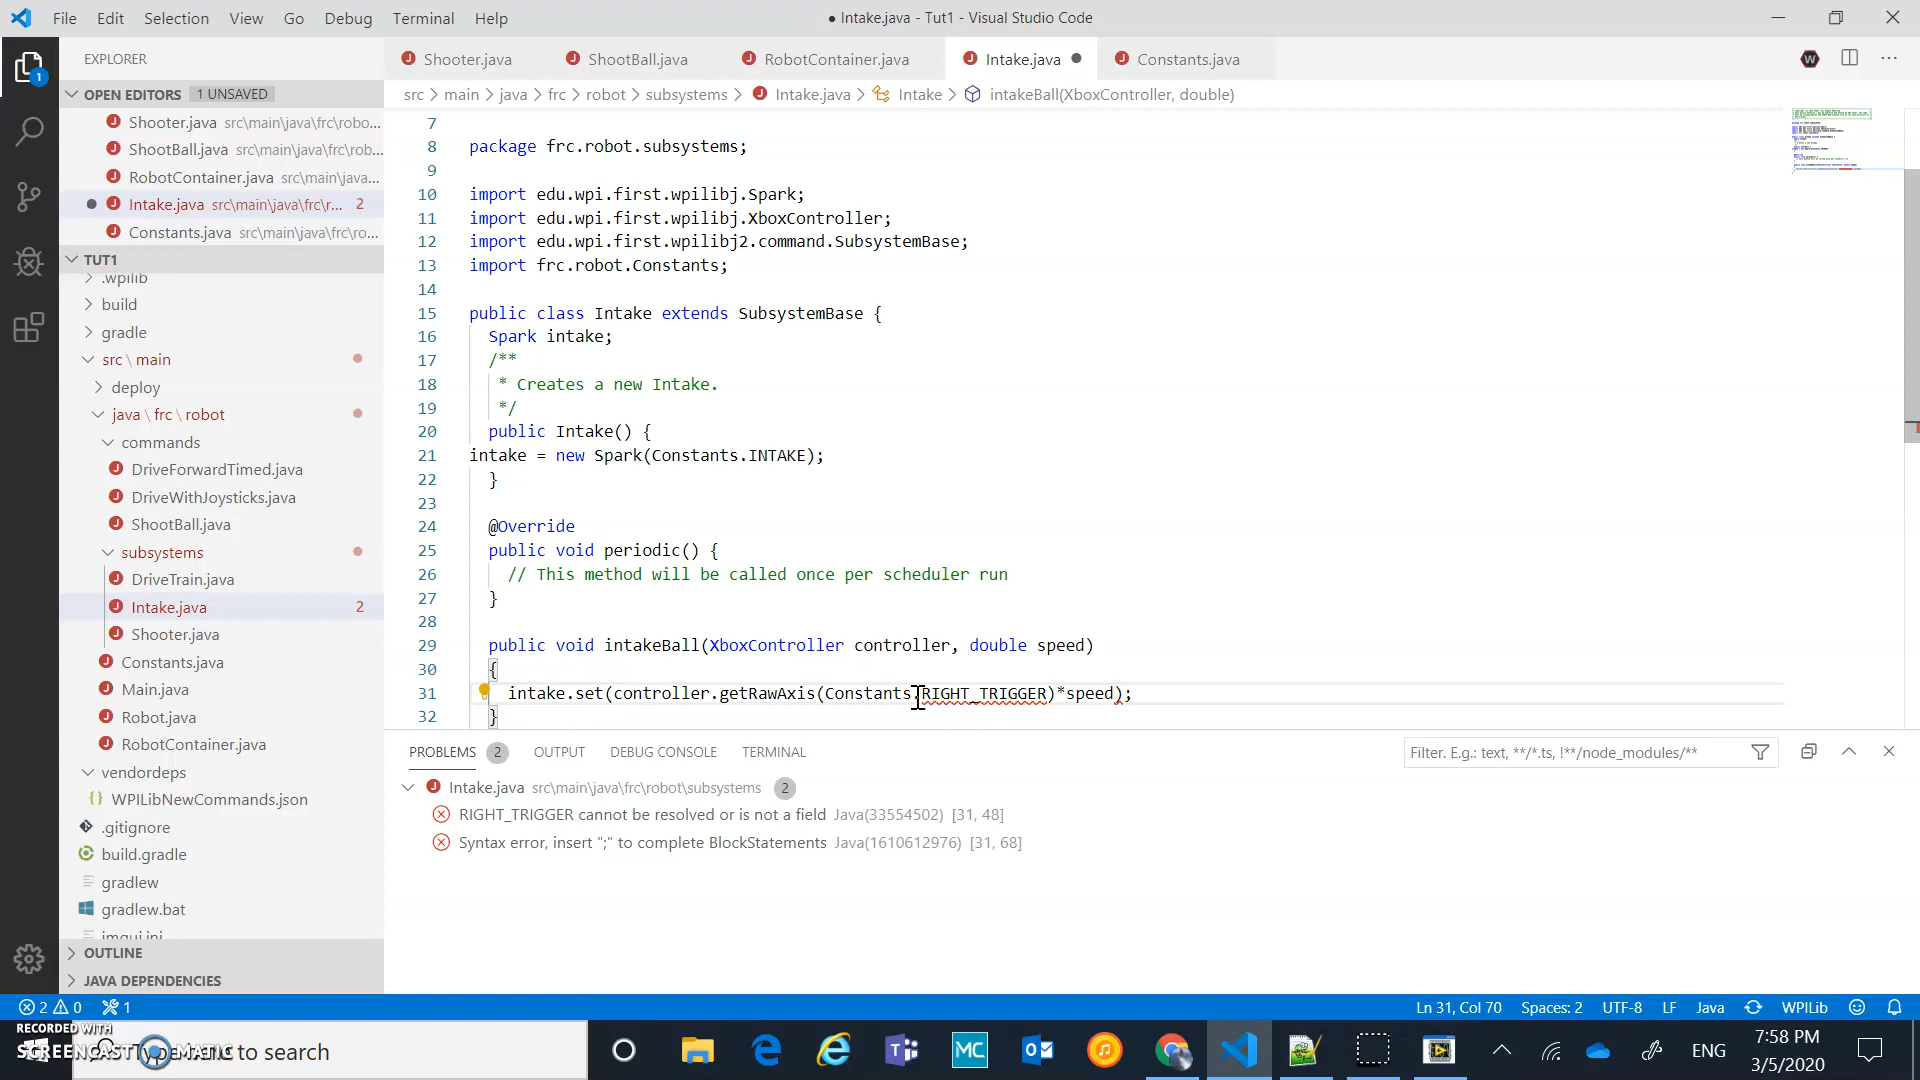 File Edit Selection View Go Debug Terminal Help
● Intake.java - Tut1 - Visual Studio Code
EXPLORER
Shooter.java ShootBall.java RobotContainer.java Intake.java Constants.java
OPEN EDITORS 1 UNSAVED
src > main > java > frc > robot > subsystems > Intake.java > Intake > intakeBall(XboxController, double)
Shooter.java src\main\java\frc\robo...
ShootBall.java src\main\java\frc\rob...
RobotContainer.java src\main\java...
Intake.java src\main\java\frc\r... 2
Constants.java src\main\java\frc\ro...
TUT1
.wpilib
build
gradle
src \ main
deploy
java \ frc \ robot
commands
DriveForwardTimed.java
DriveWithJoysticks.java
ShootBall.java
subsystems
DriveTrain.java
Intake.java 2
Shooter.java
Constants.java
Main.java
Robot.java
RobotContainer.java
vendordeps
WPILibNewCommands.json
.gitignore
build.gradle
gradlew
gradlew.bat
imgui.ini
OUTLINE
JAVA DEPENDENCIES
7
8 package frc.robot.subsystems;
9
10 import edu.wpi.first.wpilibj.Spark;
11 import edu.wpi.first.wpilibj.XboxController;
12 import edu.wpi.first.wpilibj2.command.SubsystemBase;
13 import frc.robot.Constants;
14
15 public class Intake extends SubsystemBase {
16 Spark intake;
17 /**
18 * Creates a new Intake.
19 */
20 public Intake() {
21 intake = new Spark(Constants.INTAKE);
22 }
23
24 @Override
25 public void periodic() {
26 // This method will be called once per scheduler run
27 }
28
29 public void intakeBall(XboxController controller, double speed)
30 {
31 intake.set(controller.getRawAxis(Constants.RIGHT_TRIGGER)*speed);
32 }
PROBLEMS 2 OUTPUT DEBUG CONSOLE TERMINAL
Filter. E.g.: text, **/*.ts, !**/node_modules/**
Intake.java src\main\java\frc\robot\subsystems 2
RIGHT_TRIGGER cannot be resolved or is not a field Java(33554502) [31, 48]
Syntax error, insert ";" to complete BlockStatements Java(1610612976) [31, 68]
2 0 1
Ln 31, Col 70 Spaces: 2 UTF-8 LF Java WPILib
RECORDED WITH
SCREENCAST MATIC
Type here to search
MC
ENG
7:58 PM
3/5/2020